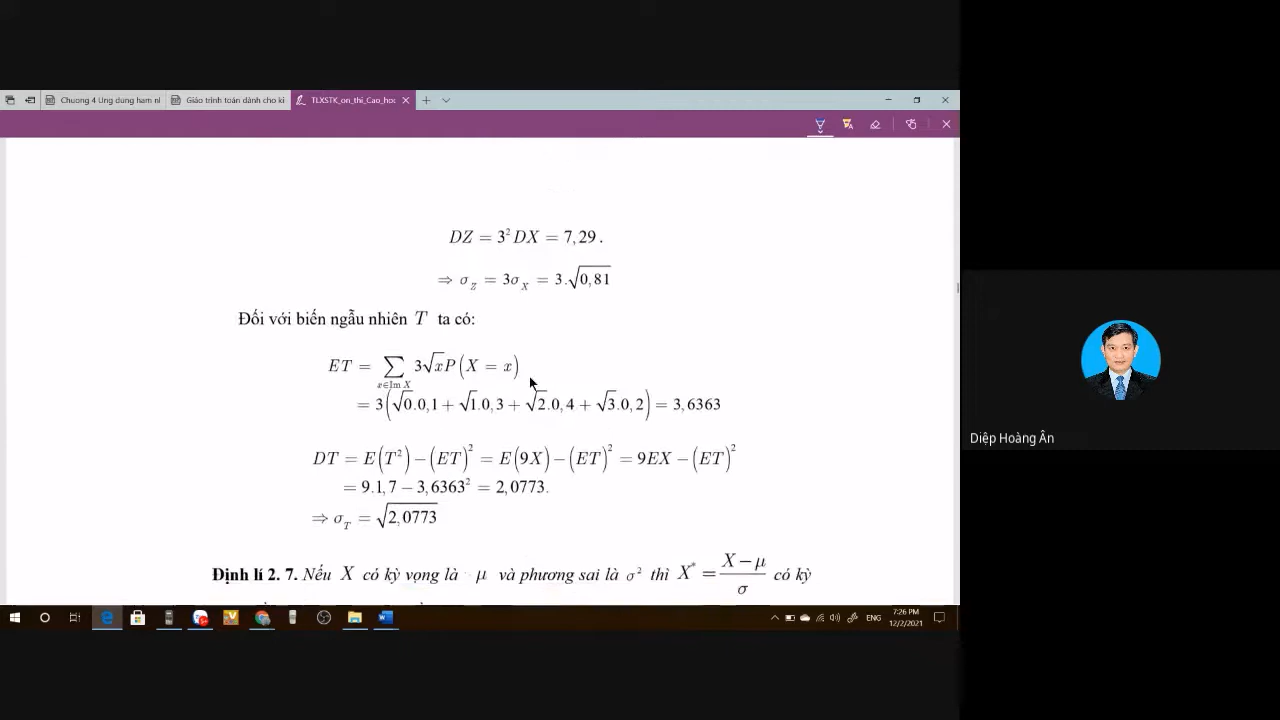 Chuong 4 Ung dung ham nl
Giáo trình toán dành cho ki
TLXSTK_on_thi_Cao_hoc
DZ = 3² DX = 7,29 .
⇒ σ_Z = 3σ_X = 3.√0,81
Đối với biến ngẫu nhiên T ta có:
ET = ∑_{x∈Im X} 3√x P(X = x)
= 3(√0.0,1 + √1.0,3 + √2.0,4 + √3.0,2) = 3,6363
DT = E(T²) − (ET)² = E(9X) − (ET)² = 9EX − (ET)²
= 9.1,7 − 3,6363² = 2,0773.
⇒ σ_T = √2,0773
Định lí 2. 7. Nếu X có kỳ vọng là μ và phương sai là σ² thì X* = (X − μ)/σ có kỳ
Diệp Hoàng Ân
ENG
7:26 PM
12/2/2021